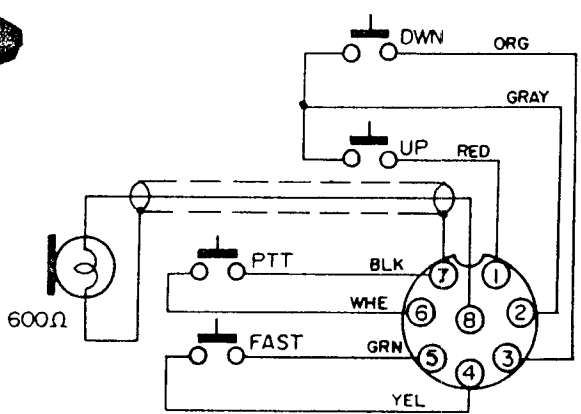 DWN
ORG
GRAY
UP
RED
PTT
BLK
7
1
WHE
6
8
2
600Ω
FAST
GRN
5
3
4
YEL